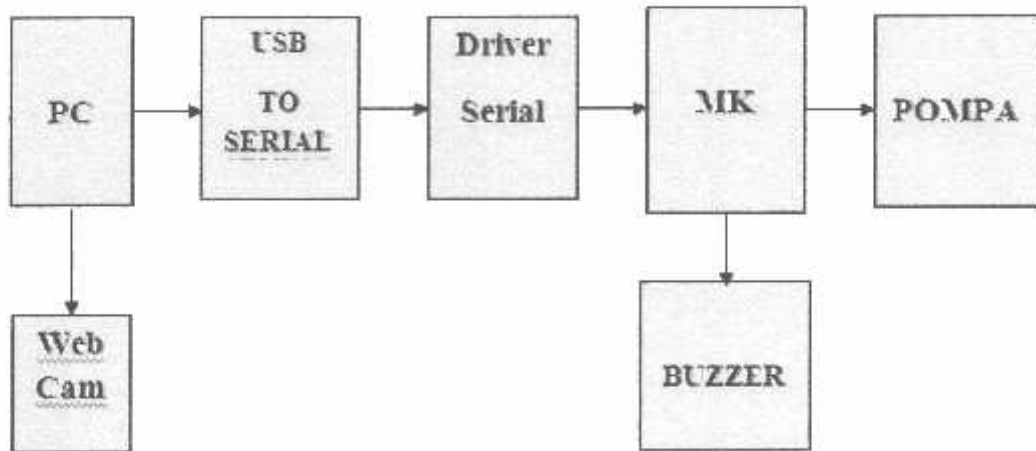 PC
USB
TO
SERIAL
Driver
Serial
MK
POMPA
Web
Cam
BUZZER